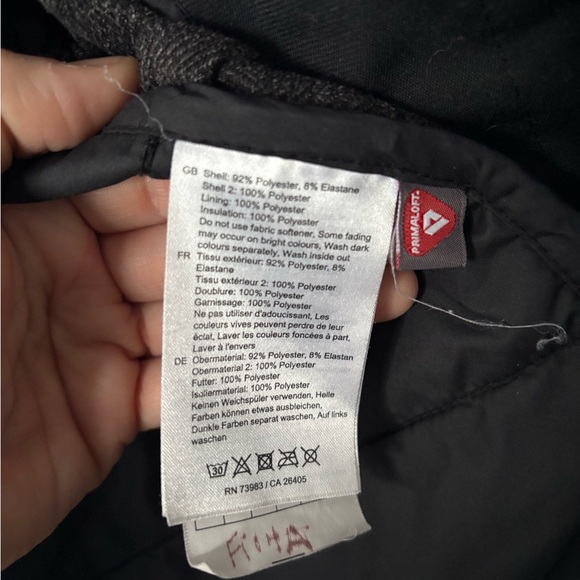 GB Shell: 92% Polyester, 8% Elastane
Shell 2: 100% Polyester
Lining: 100% Polyester
Insulation: 100% Polyester
Do not use fabric softener, Some fading
may occur on bright colours, Wash dark
colours separately, Wash inside out
FR Tissu extérieur: 92% Polyester, 8%
Elastane
Tissu extérieur 2: 100% Polyester
Doublure: 100% Polyester
Garnissage: 100% Polyester
Ne pas utiliser d'adoucissant, Les
couleurs vives peuvent perdre de leur
éclat, Laver les couleurs foncées à part,
Laver à l'envers
DE Obermaterial: 92% Polyester, 8% Elastan
Obermaterial 2: 100% Polyester
Futter: 100% Polyester
Isoliermaterial: 100% Polyester
Keinen Weichspüler verwenden, Helle
Farben können etwas ausbleichen,
Dunkle Farben separat waschen, Auf links
waschen
30
RN 73983 / CA 26405
PRIMALOFT